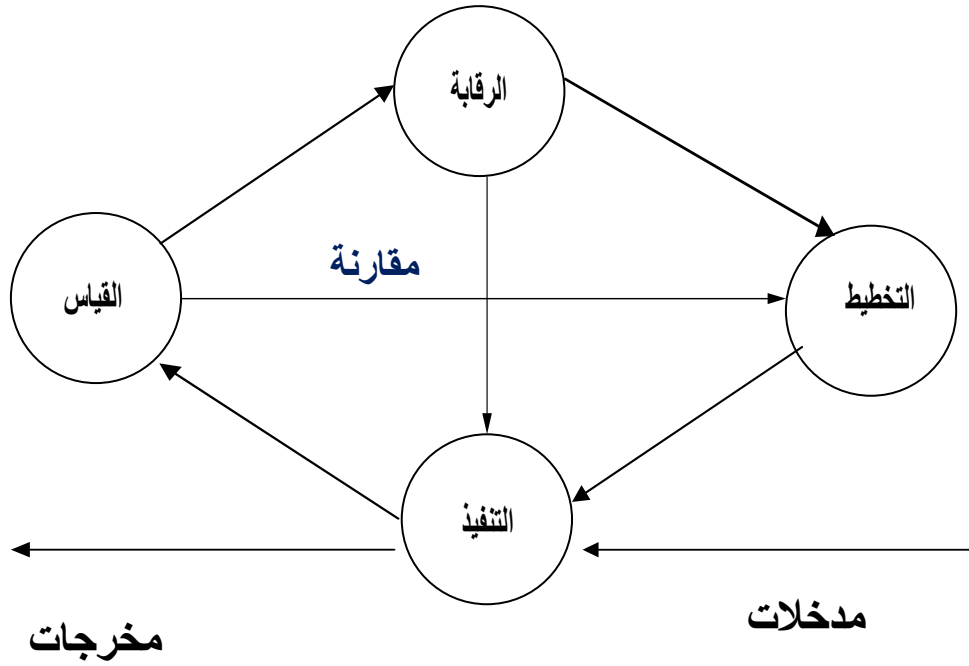 الرقابة
مقارنة
التخطيط
القياس
التنفيذ
مدخلات
مخرجات